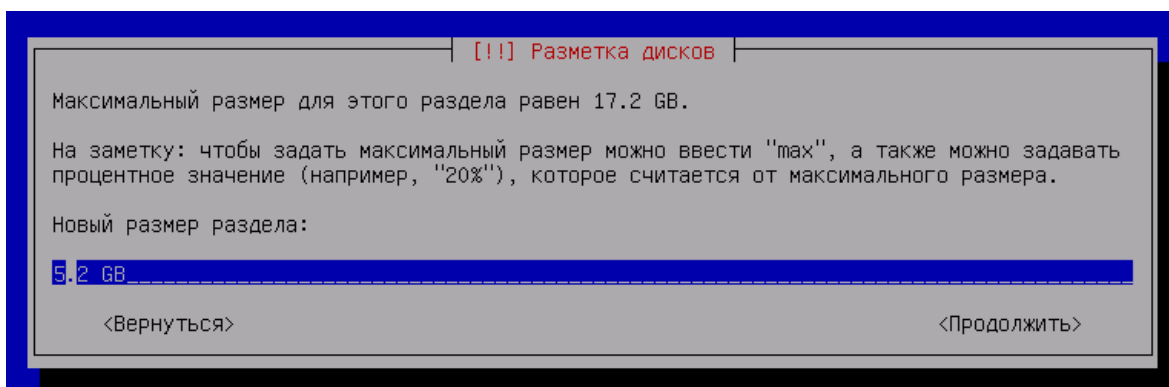 [!!] Разметка дисков
Максимальный размер для этого раздела равен 17.2 GB.
На заметку: чтобы задать максимальный размер можно ввести "max", а также можно задавать
процентное значение (например, "20%"), которое считается от максимального размера.
Новый размер раздела:
5.2 GB
<Вернуться> <Продолжить>